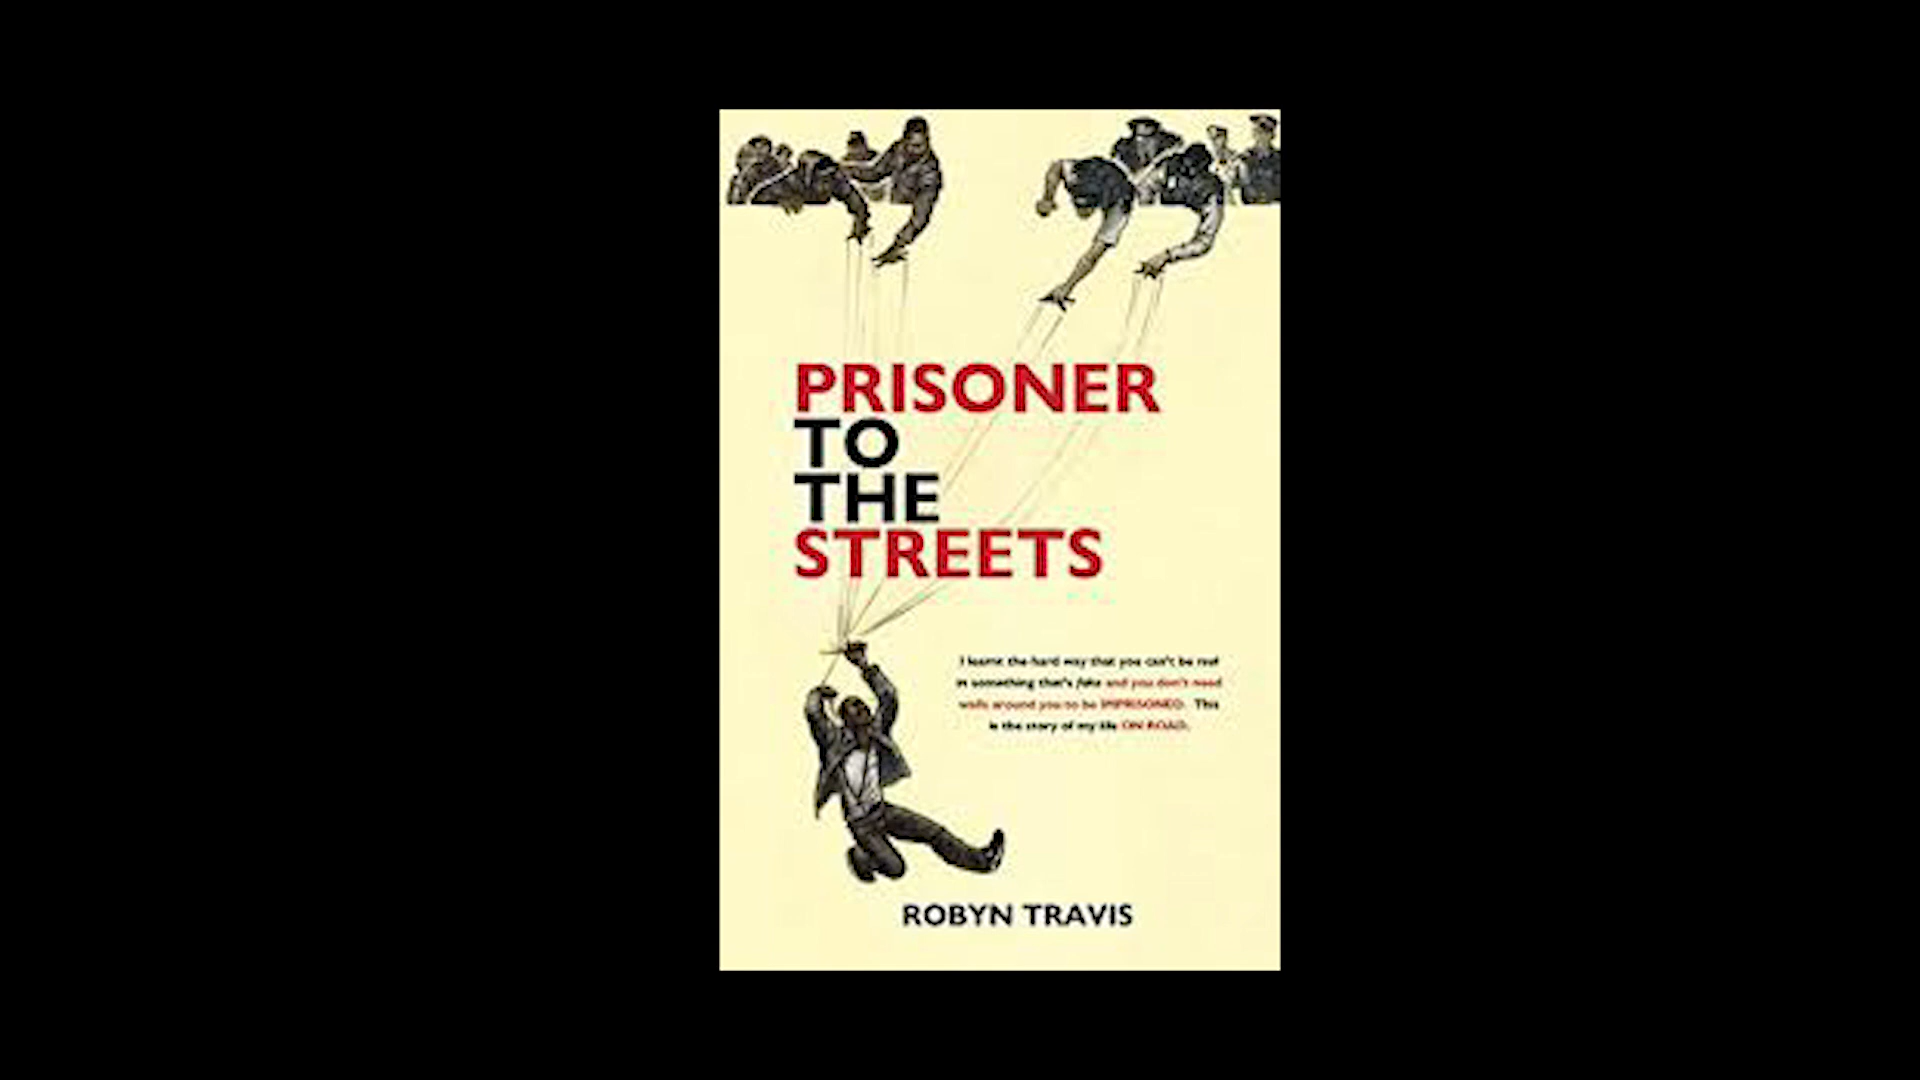 PRISONER
TO
THE
STREETS
I learnt the hard way that you can't be real
in something that's fake and you don't need
walls around you to be IMPRISONED. This
is the story of my life ON ROAD.
ROBYN TRAVIS